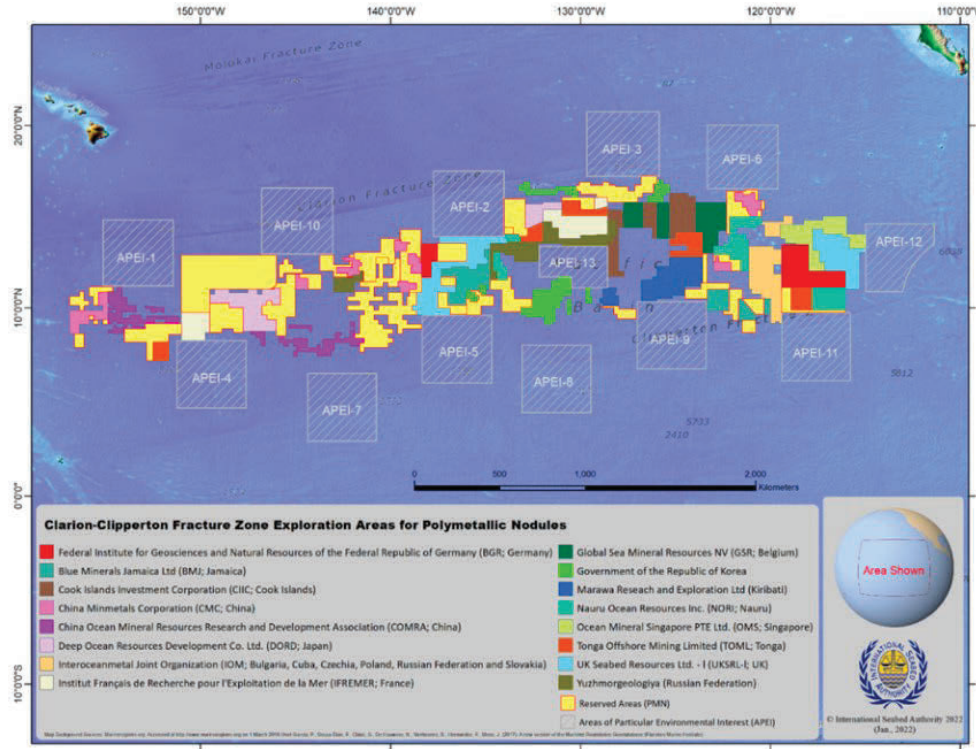 150°0'0"W 140°0'0"W 130°0'0"W 120°0'0"W 110°0'0"W
Molokai Fracture Zone
20°0'0"N
APEI-3
APEI-6
Clarion Fracture Zone
APEI-2
APEI-10
APEI-1
APEI-12
APEI-13
Pacific
10°0'0"N
Basin
Clipperton Fracture
APEI-5
APEI-9
APEI-11
APEI-4
APEI-8
APEI-7
5012
5733
2410
0 500 1,000 2,000
Kilometers
0°0'0"
10°0'0"S
Clarion-Clipperton Fracture Zone Exploration Areas for Polymetallic Nodules
Federal Institute for Geosciences and Natural Resources of the Federal Republic of Germany (BGR; Germany)
Blue Minerals Jamaica Ltd (BMJ; Jamaica)
Cook Islands Investment Corporation (CIIC; Cook Islands)
China Minmetals Corporation (CMC; China)
China Ocean Mineral Resources Research and Development Association (COMRA; China)
Deep Ocean Resources Development Co. Ltd. (DORD; Japan)
Interoceanmetal Joint Organization (IOM; Bulgaria, Cuba, Czechia, Poland, Russian Federation and Slovakia)
Institut Français de Recherche pour l'Exploitation de la Mer (IFREMER; France)
Global Sea Mineral Resources NV (GSR; Belgium)
Government of the Republic of Korea
Marawa Reseach and Exploration Ltd (Kiribati)
Nauru Ocean Resources Inc. (NORI; Nauru)
Ocean Mineral Singapore PTE Ltd. (OMS; Singapore)
Tonga Offshore Mining Limited (TOML; Tonga)
UK Seabed Resources Ltd. - I (UKSRL-I; UK)
Yuzhmorgeologiya (Russian Federation)
Reserved Areas (PMN)
Areas of Particular Environmental Interest (APEI)
Area Shown
INTERNATIONAL SEABED
AUTHORITY
© International Seabed Authority 2022
(Jan., 2022)